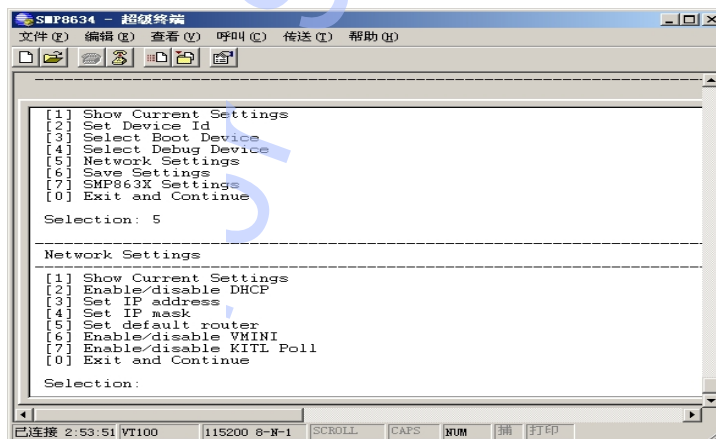 SMP8634 - 超级终端
文件(F) 编辑(E) 查看(V) 呼叫(C) 传送(T) 帮助(H)
[1] Show Current Settings
[2] Set Device Id
[3] Select Boot Device
[4] Select Debug Device
[5] Network Settings
[6] Save Settings
[7] SMP863X Settings
[0] Exit and Continue
Selection: 5
Network Settings
[1] Show Current Settings
[2] Enable/disable DHCP
[3] Set IP address
[4] Set IP mask
[5] Set default router
[6] Enable/disable VMINI
[7] Enable/disable KITL Poll
[0] Exit and Continue
Selection:
已连接 2:53:51 VT100 115200 8-N-1 SCROLL CAPS NUM 捕 打印